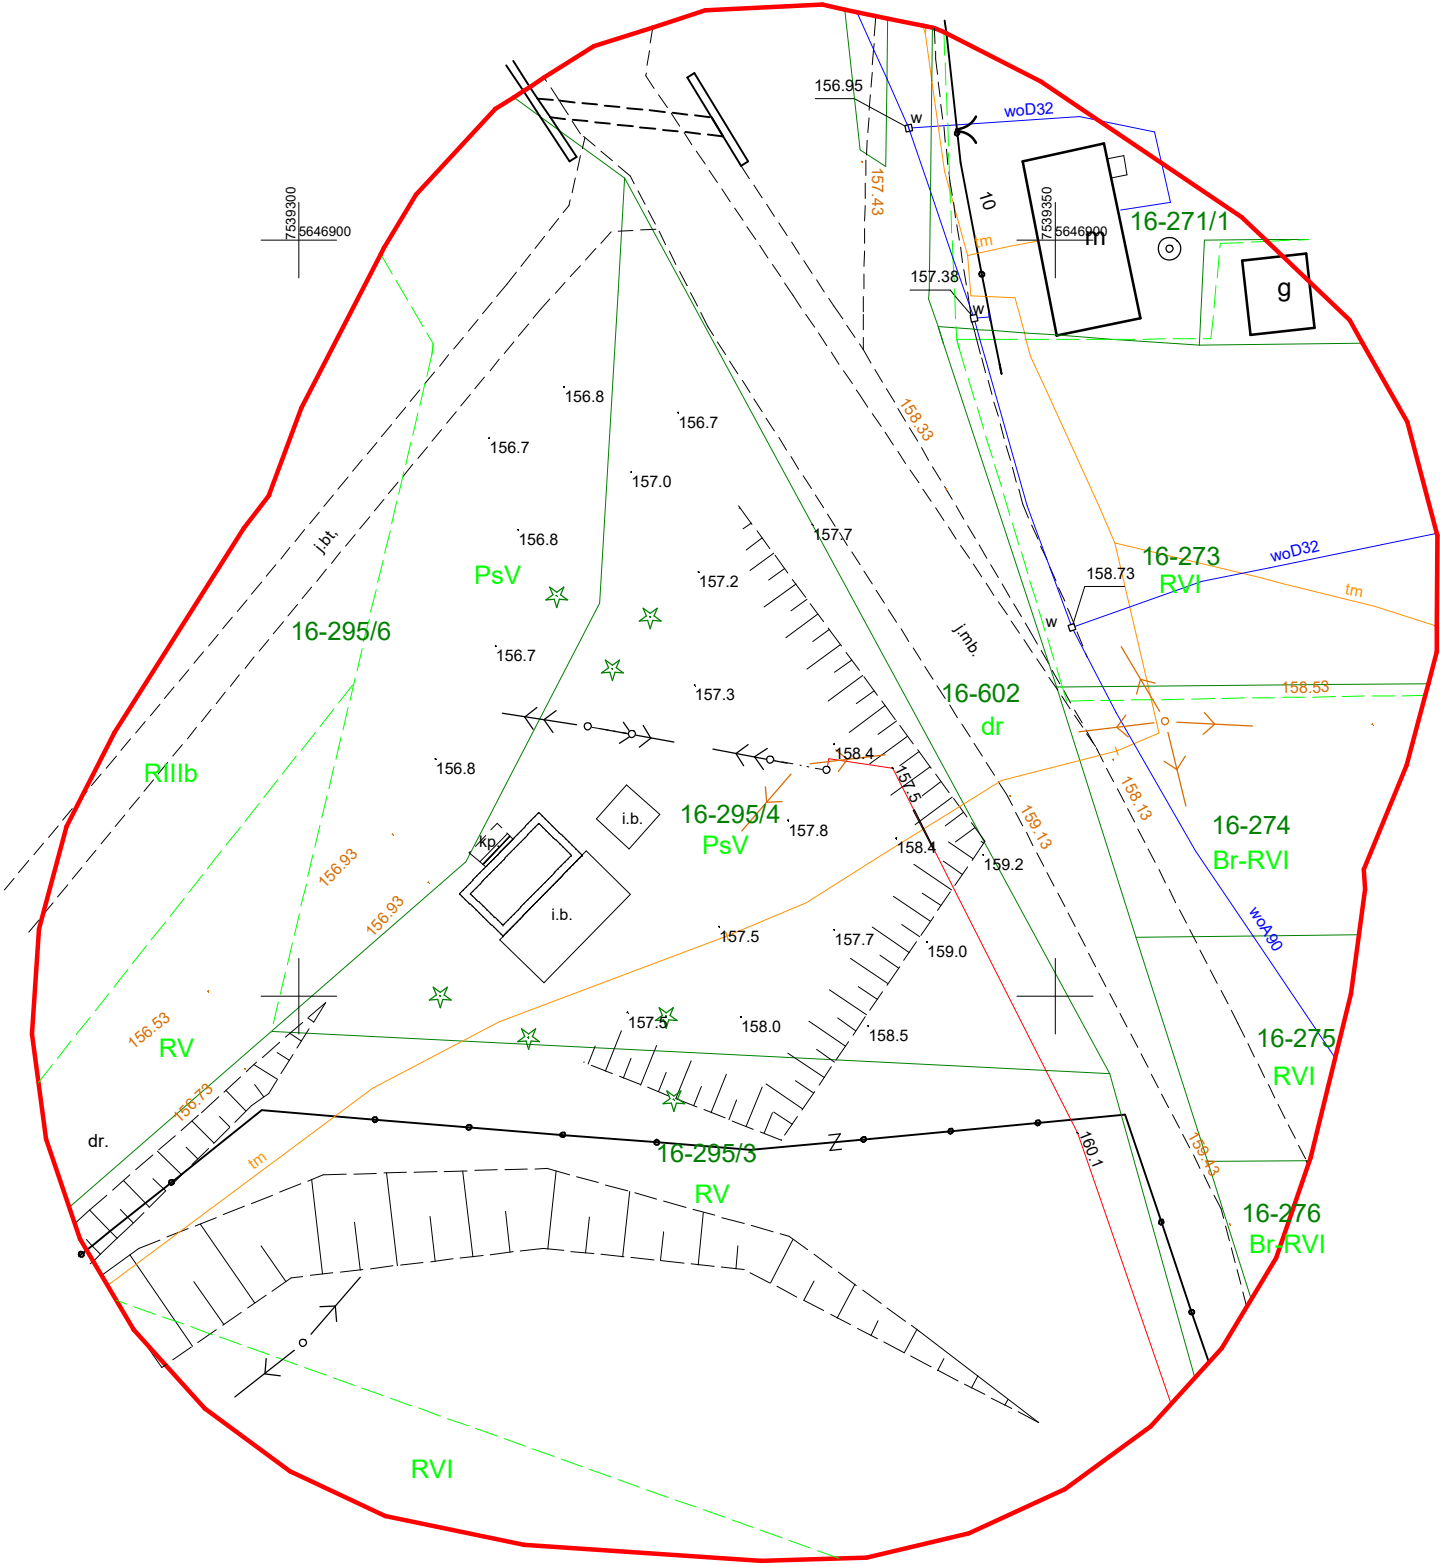 156.95
w
woD32
157.43
10
7539300
5646900
7539350
5646900
16-271/1
m
tm
g
157.38
w
156.8
156.7
158.33
156.7
157.0
j.bt.
156.8
157.7
woD32
16-273
RVI
158.73
tm
PsV
157.2
w
16-295/6
j.mb.
156.7
157.3
16-602
dr
158.53
158.4
156.8
RIIIb
157.5
158.13
16-295/4
PsV
i.b.
157.8
159.13
16-274
Br-RVI
kp.
158.4
159.2
156.93
156.93
i.b.
157.5
157.7
159.0
woA90
156.53
RV
157.5
158.0
158.5
16-275
RVI
156.73
dr.
tm
Z
16-295/3
RV
160.1
159.43
16-276
Br-RVI
RVI